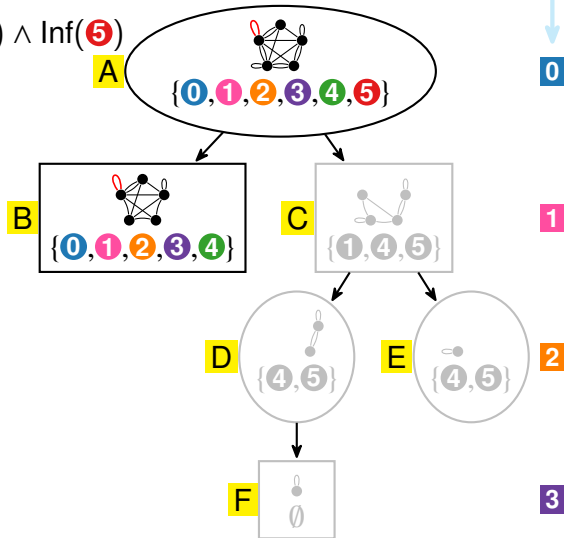 ) ∧ Inf(5)
A
{0,1,2,3,4,5}
0
B
{0,1,2,3,4}
C
{1,4,5}
1
D
{4,5}
E
{4,5}
2
F
∅
3